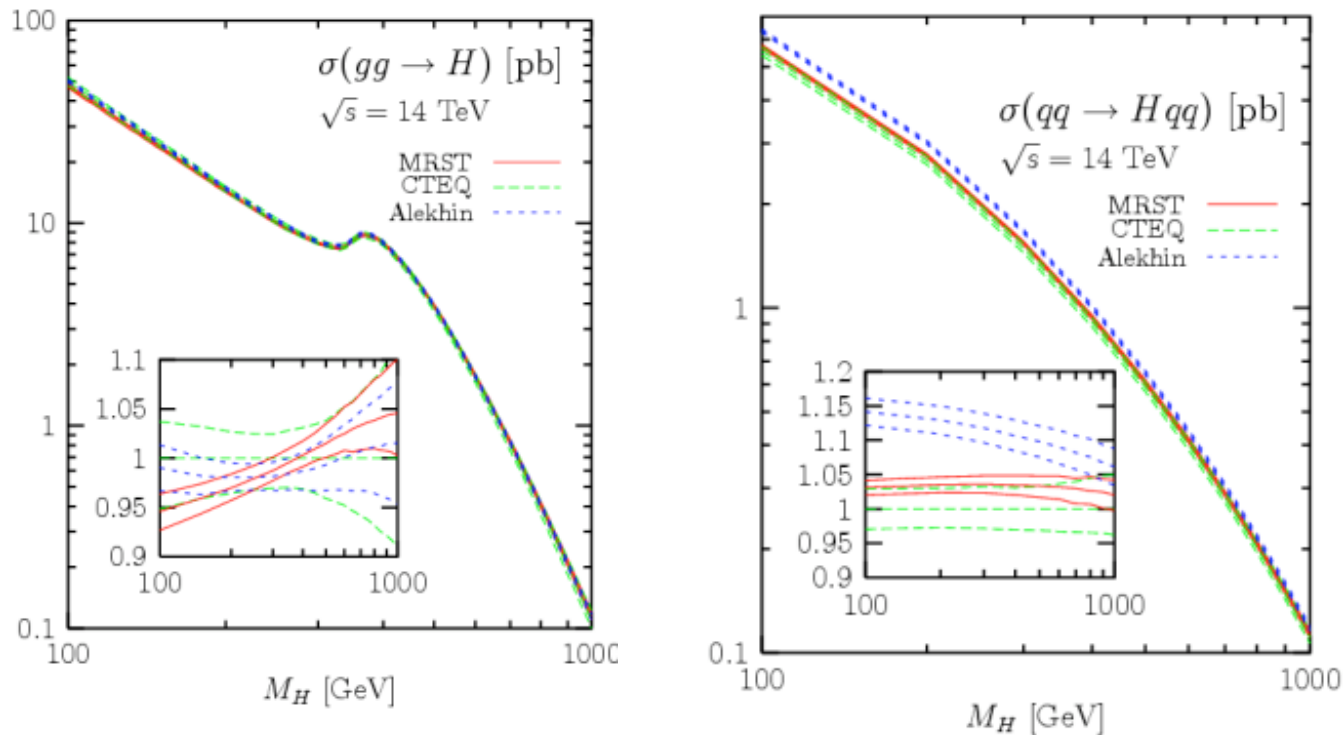 100
10
1
0.1
σ(gg → H) [pb]
√s = 14 TeV
MRST
CTEQ
Alekhin
1.1
1.05
1
0.95
0.9
100
1000
100
1000
M_H [GeV]
1
0.1
σ(qq → Hqq) [pb]
√s = 14 TeV
MRST
CTEQ
Alekhin
1.2
1.15
1.1
1.05
1
0.95
0.9
100
1000
100
1000
M_H [GeV]